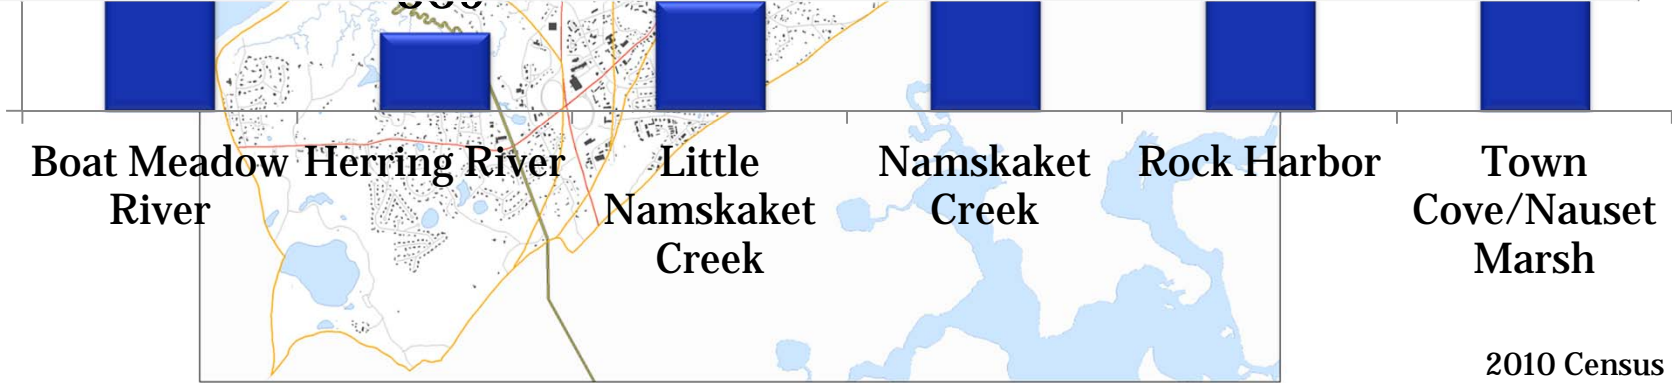 Boat Meadow
River
Herring River
Little
Namskaket
Creek
Namskaket
Creek
Rock Harbor
Town
Cove/Nauset
Marsh
2010 Census